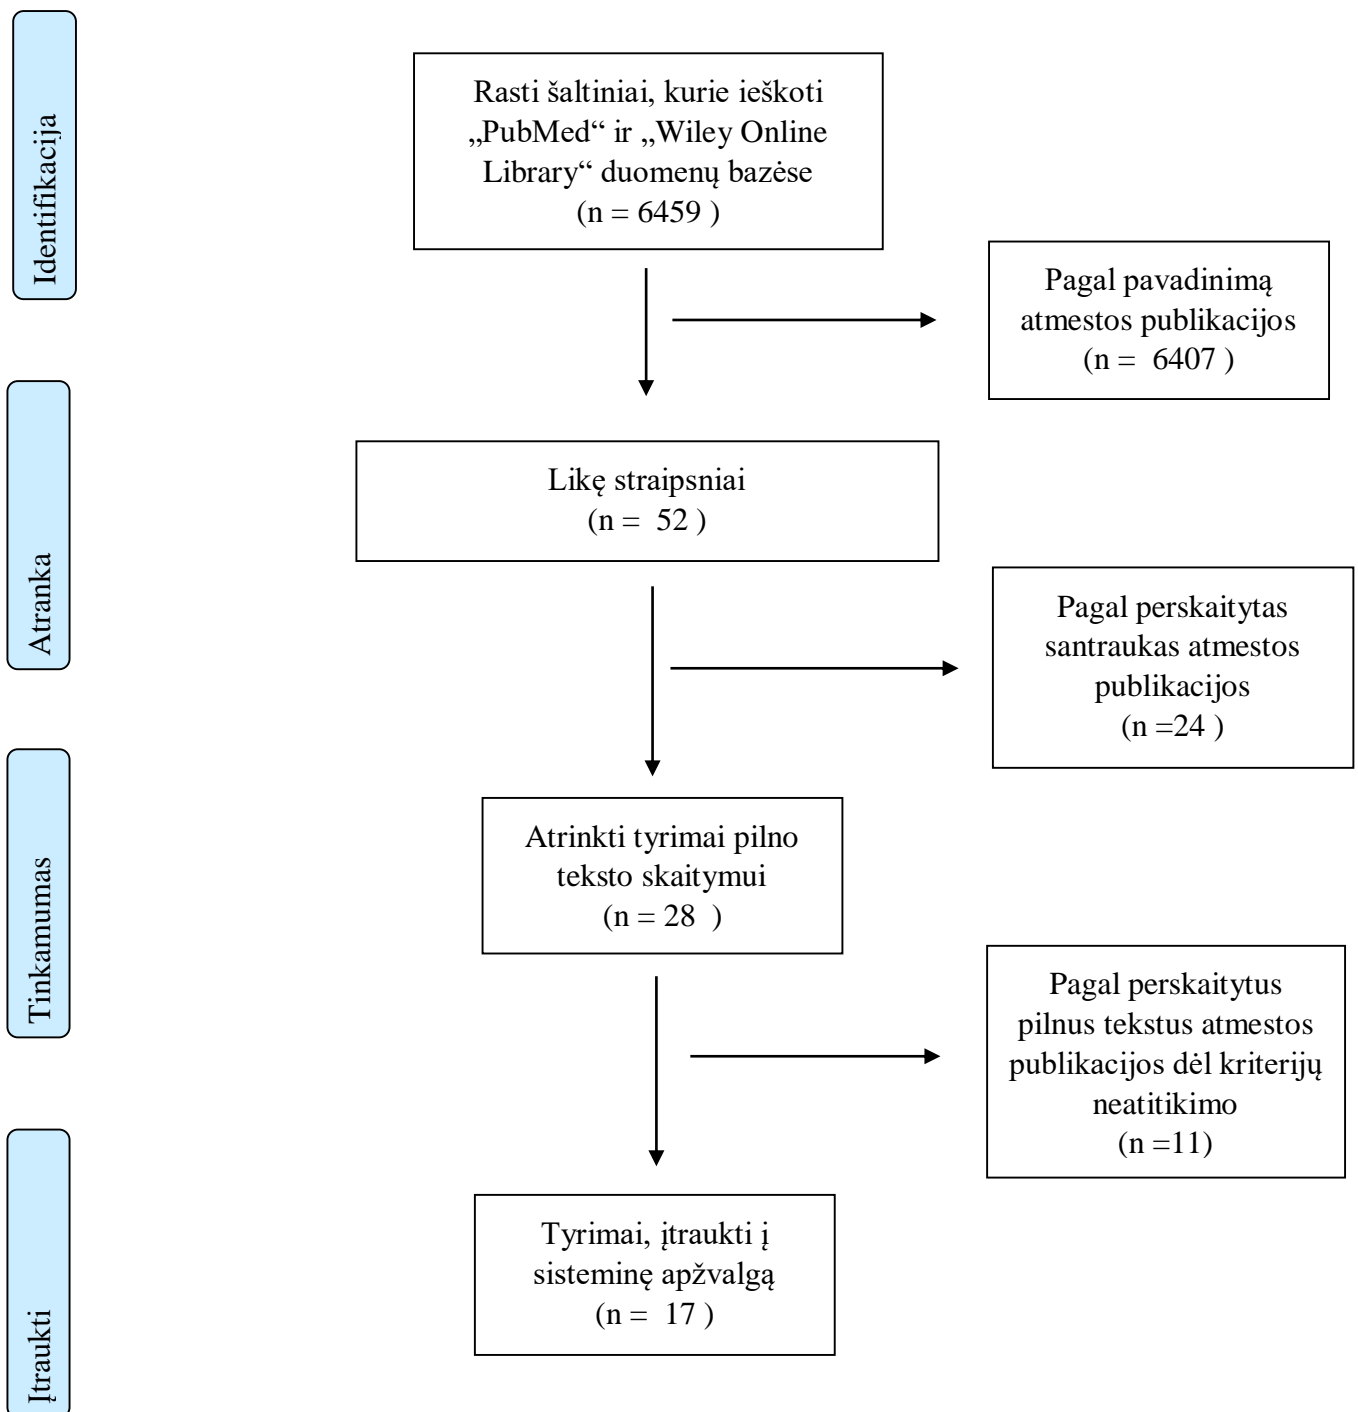 Identifikacija
Rasti šaltiniai, kurie ieškoti
„PubMed“ ir „Wiley Online
Library“ duomenų bazėse
(n = 6459 )
Pagal pavadinimą
atmestos publikacijos
(n =  6407 )
Atranka
Likę straipsniai
(n =  52 )
Pagal perskaitytas
santraukas atmestos
publikacijos
(n =24 )
Tinkamumas
Atrinkti tyrimai pilno
teksto skaitymui
(n = 28  )
Pagal perskaitytus
pilnus tekstus atmestos
publikacijos dėl kriterijų
neatitikimo
(n =11)
Įtraukti
Tyrimai, įtraukti į
sisteminę apžvalgą
(n =  17 )